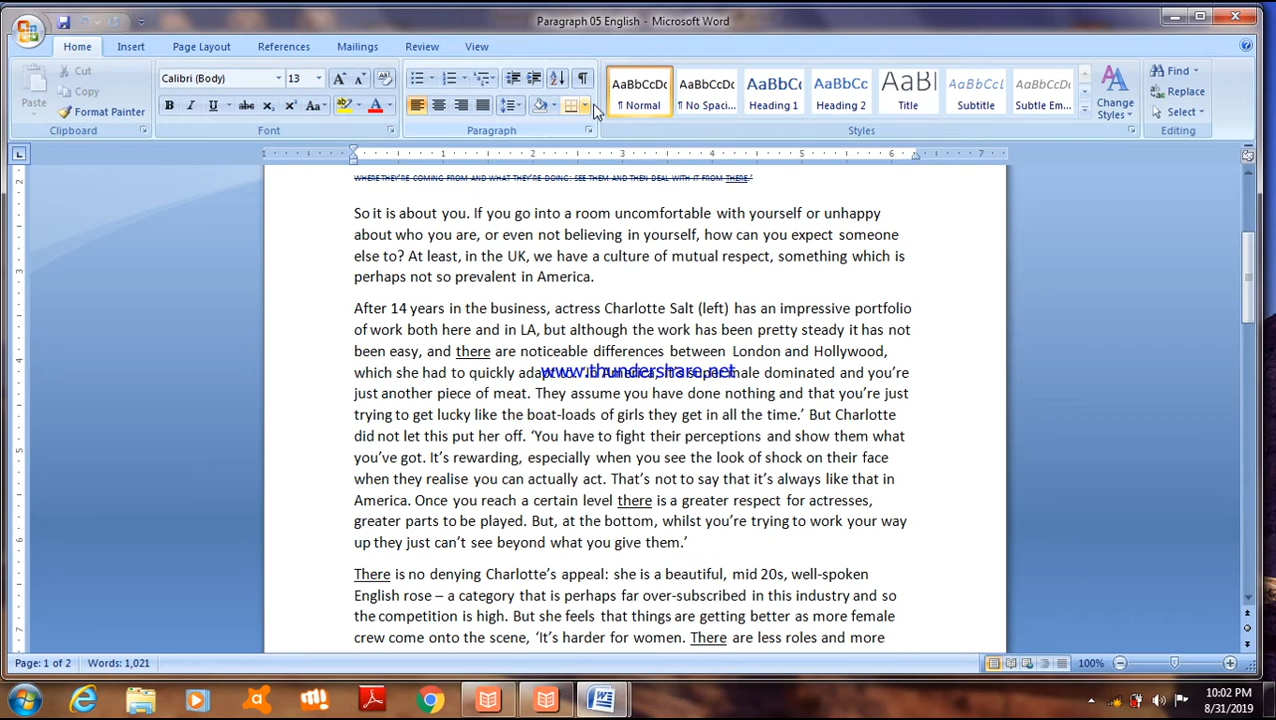 Paragraph 05 English - Microsoft Word
Home Insert Page Layout References Mailings Review View
Paste
Cut
Copy
Format Painter
Clipboard
Calibri (Body) 13
B I U abc x₂ x² Aa
Font
Paragraph
AaBbCcDc AaBbCcDc AaBbCc AaBbCc AaBl AaBbCcL AaBbCcDc
¶ Normal ¶ No Spaci... Heading 1 Heading 2 Title Subtitle Subtle Em...
Change Styles
Styles
Find
Replace
Select
Editing
WHERE THEY'RE COMING FROM AND WHAT THEY'RE DOING; SEE THEM AND THEN DEAL WITH IT FROM THERE.'
So it is about you. If you go into a room uncomfortable with yourself or unhappy
about who you are, or even not believing in yourself, how can you expect someone
else to? At least, in the UK, we have a culture of mutual respect, something which is
perhaps not so prevalent in America.
After 14 years in the business, actress Charlotte Salt (left) has an impressive portfolio
of work both here and in LA, but although the work has been pretty steady it has not
been easy, and there are noticeable differences between London and Hollywood,
which she had to quickly adapt to. 'In America, it's super male dominated and you're
www.thundershare.net
just another piece of meat. They assume you have done nothing and that you're just
trying to get lucky like the boat-loads of girls they get in all the time.' But Charlotte
did not let this put her off. 'You have to fight their perceptions and show them what
you've got. It's rewarding, especially when you see the look of shock on their face
when they realise you can actually act. That's not to say that it's always like that in
America. Once you reach a certain level there is a greater respect for actresses,
greater parts to be played. But, at the bottom, whilst you're trying to work your way
up they just can't see beyond what you give them.'
There is no denying Charlotte's appeal: she is a beautiful, mid 20s, well-spoken
English rose – a category that is perhaps far over-subscribed in this industry and so
the competition is high. But she feels that things are getting better as more female
crew come onto the scene, 'It's harder for women. There are less roles and more
Page: 1 of 2 Words: 1,021
100%
10:02 PM
8/31/2019